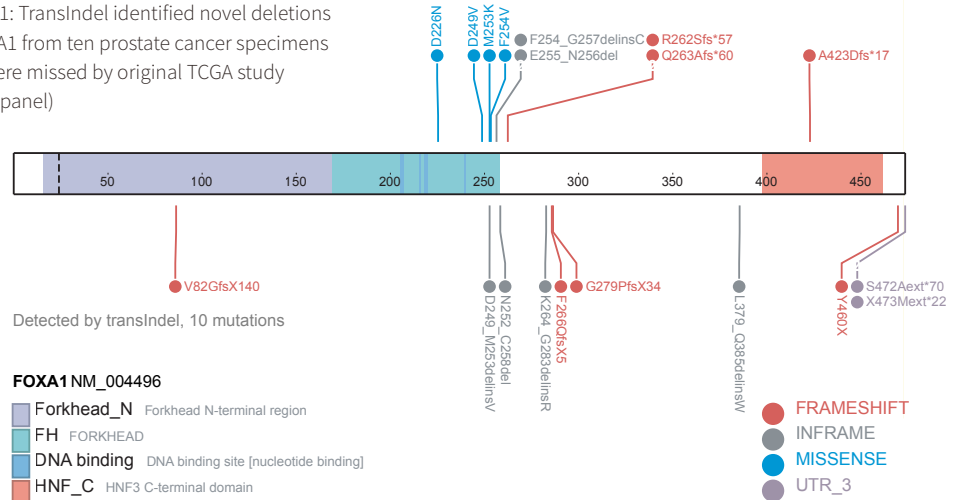 1: TransIndel identified novel deletions
A1 from ten prostate cancer specimens
ere missed by original TCGA study
panel)
D226N
D249V
M253K
F254V
F254_G257delinsC
E255_N256del
R262Sfs*57
Q263Afs*60
A423Dfs*17
50 100 150 200 250 300 350 400 450
V82GfsX140
D249_M253delinsV
N252_C258del
K264_G283delinsR
F266QfsX5
G279PfsX34
L379_Q385delinsW
Y460X
S472Aext*70
X473Mext*22
Detected by transIndel, 10 mutations
FOXA1 NM_004496
Forkhead_N Forkhead N-terminal region
FH FORKHEAD
DNA binding DNA binding site [nucleotide binding]
HNF_C HNF3 C-terminal domain
FRAMESHIFT
INFRAME
MISSENSE
UTR_3